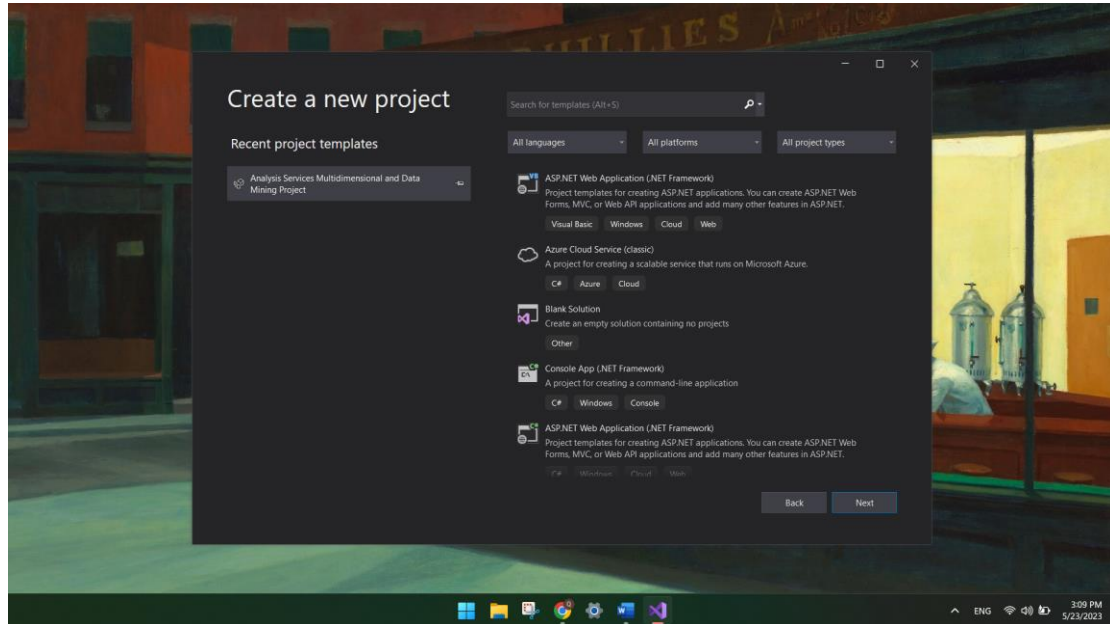 PHILLIES
Create a new project
Search for templates (Alt+S)
Recent project templates
All languages
All platforms
All project types
Analysis Services Multidimensional and Data
Mining Project
VB
ASP.NET Web Application (.NET Framework)
Project templates for creating ASP.NET applications. You can create ASP.NET Web
Forms, MVC, or Web API applications and add many other features in ASP.NET.
Visual Basic Windows Cloud Web
Azure Cloud Service (classic)
A project for creating a scalable service that runs on Microsoft Azure.
C# Azure Cloud
Blank Solution
Create an empty solution containing no projects
Other
Console App (.NET Framework)
A project for creating a command-line application
C# Windows Console
ASP.NET Web Application (.NET Framework)
Project templates for creating ASP.NET applications. You can create ASP.NET Web
Forms, MVC, or Web API applications and add many other features in ASP.NET.
C# Windows Cloud Web
Back Next
ENG
3:09 PM
5/23/2023